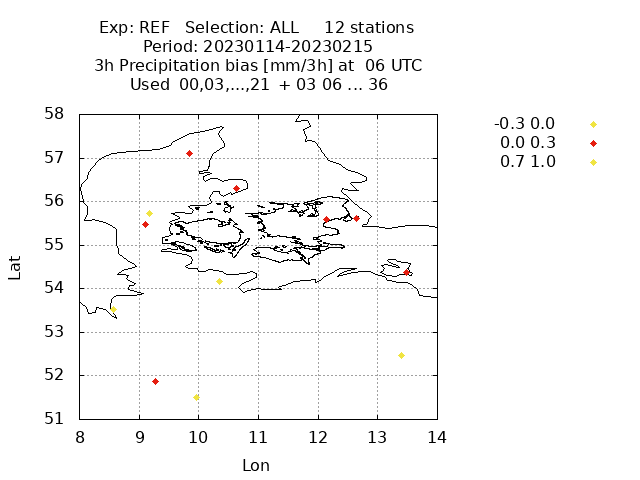 Exp: REF   Selection: ALL     12 stations
Period: 20230114-20230215
3h Precipitation bias [mm/3h] at  06 UTC
Used  00,03,...,21  + 03 06 ... 36
-0.3 0.0
0.0 0.3
0.7 1.0
58
57
56
55
54
53
52
51
8 9 10 11 12 13 14
Lat
Lon